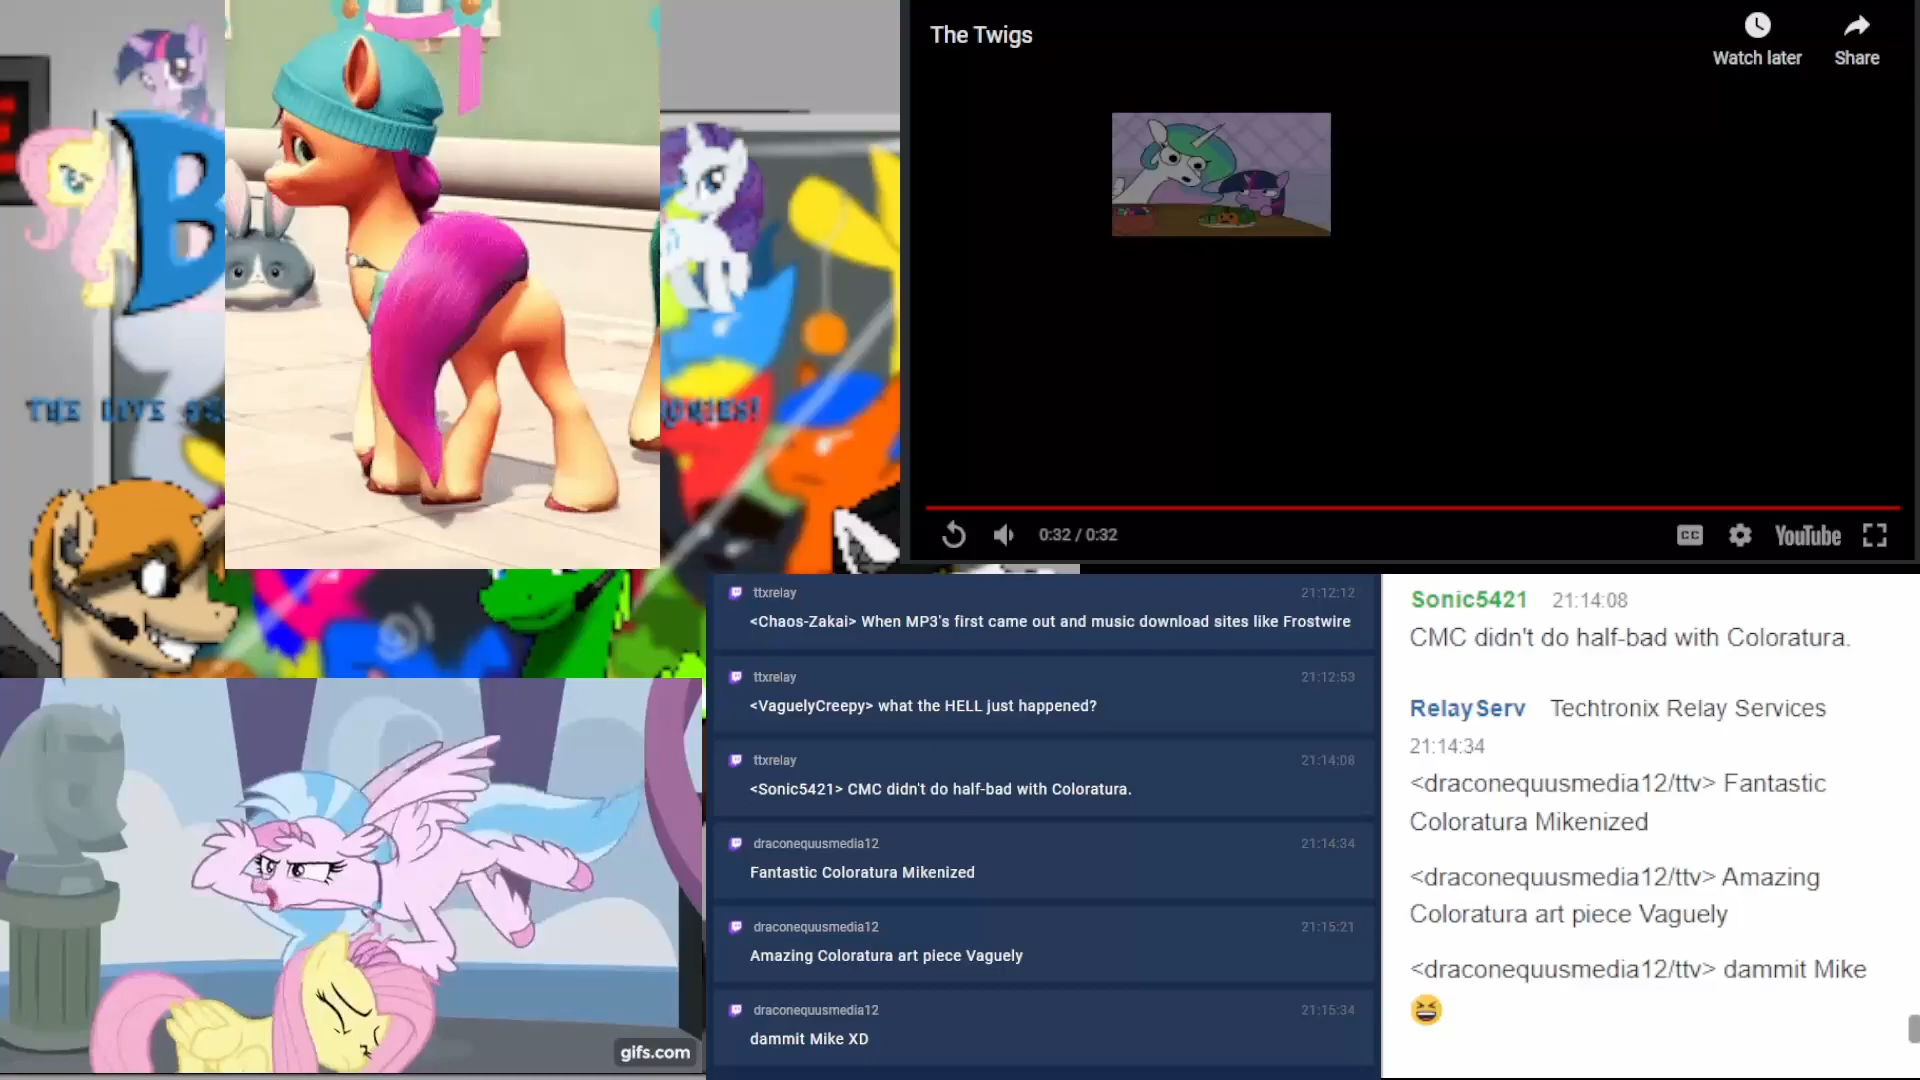 The Twigs
Watch later
Share
B
THE LIVE
0:32 / 0:32
CC
YouTube
ttxrelay 21:12:12
<Chaos-Zakai> When MP3's first came out and music download sites like Frostwire
ttxrelay 21:12:53
<VaguelyCreepy> what the HELL just happened?
ttxrelay 21:14:08
<Sonic5421> CMC didn't do half-bad with Coloratura.
draconequusmedia12 21:14:34
Fantastic Coloratura Mikenized
draconequusmedia12 21:15:21
Amazing Coloratura art piece Vaguely
draconequusmedia12 21:15:34
dammit Mike XD
Sonic5421 21:14:08
CMC didn't do half-bad with Coloratura.
RelayServ Techtronix Relay Services
21:14:34
<draconequusmedia12/ttv> Fantastic
Coloratura Mikenized
<draconequusmedia12/ttv> Amazing
Coloratura art piece Vaguely
<draconequusmedia12/ttv> dammit Mike
gifs.com